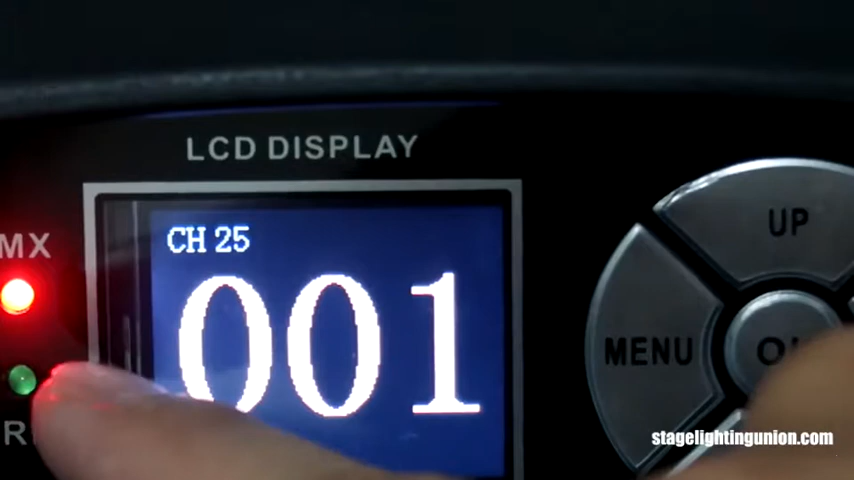 LCD DISPLAY
MX
CH 25
001
UP
MENU
stagelightingunion.com